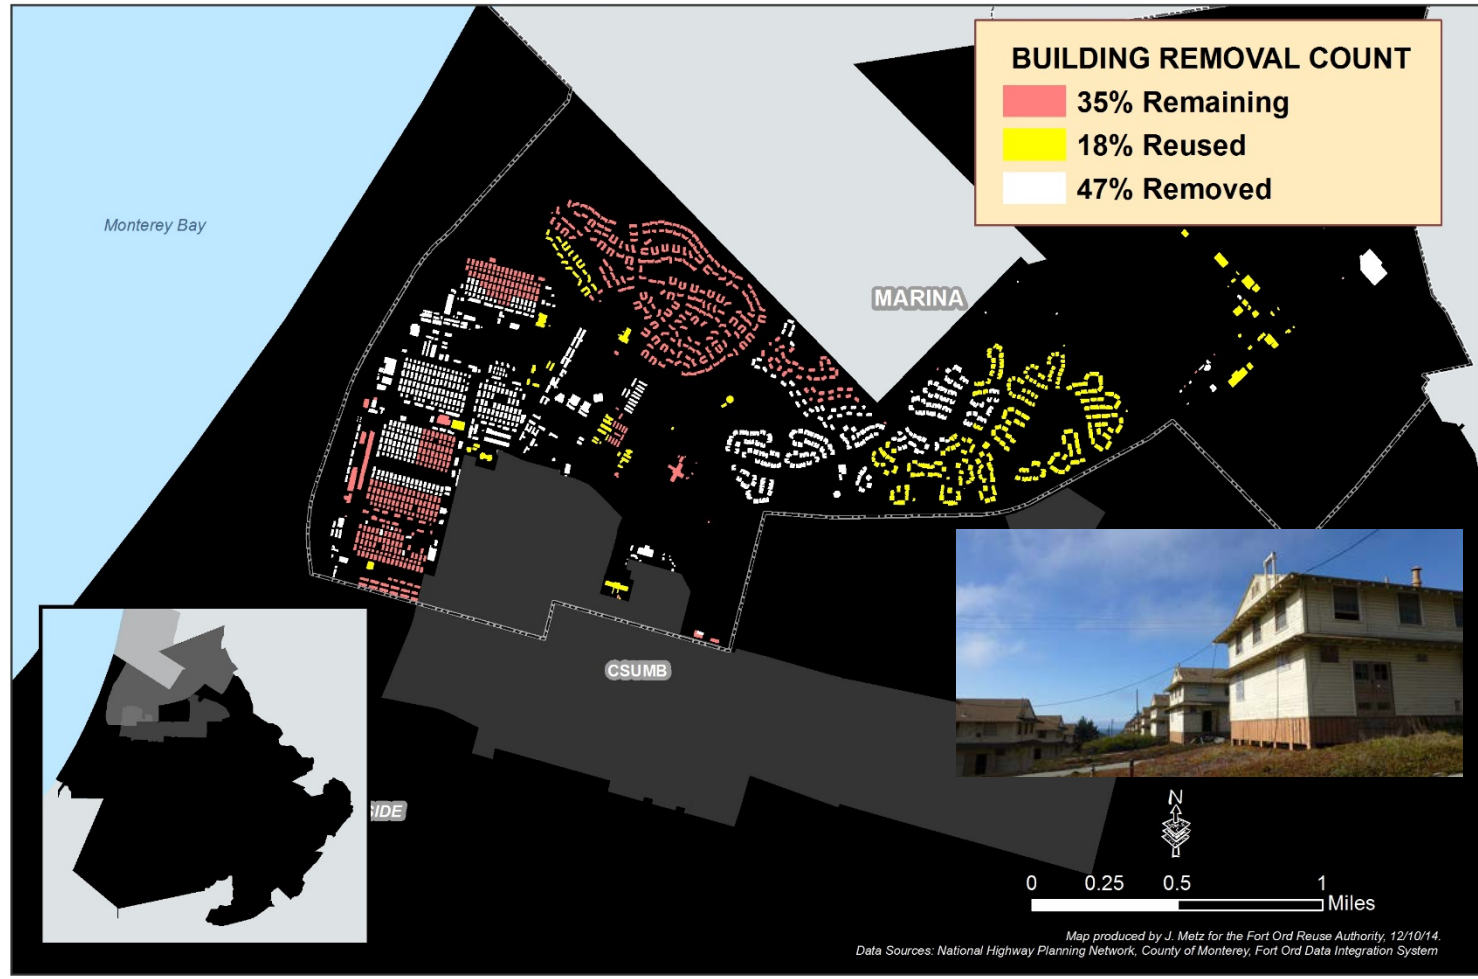 BUILDING REMOVAL COUNT
35% Remaining
18% Reused
47% Removed
Monterey Bay
MARINA
CSUMB
SIDE
N
0 0.25 0.5 1
Miles
Map produced by J. Metz for the Fort Ord Reuse Authority, 12/10/14.
Data Sources: National Highway Planning Network, County of Monterey, Fort Ord Data Integration System